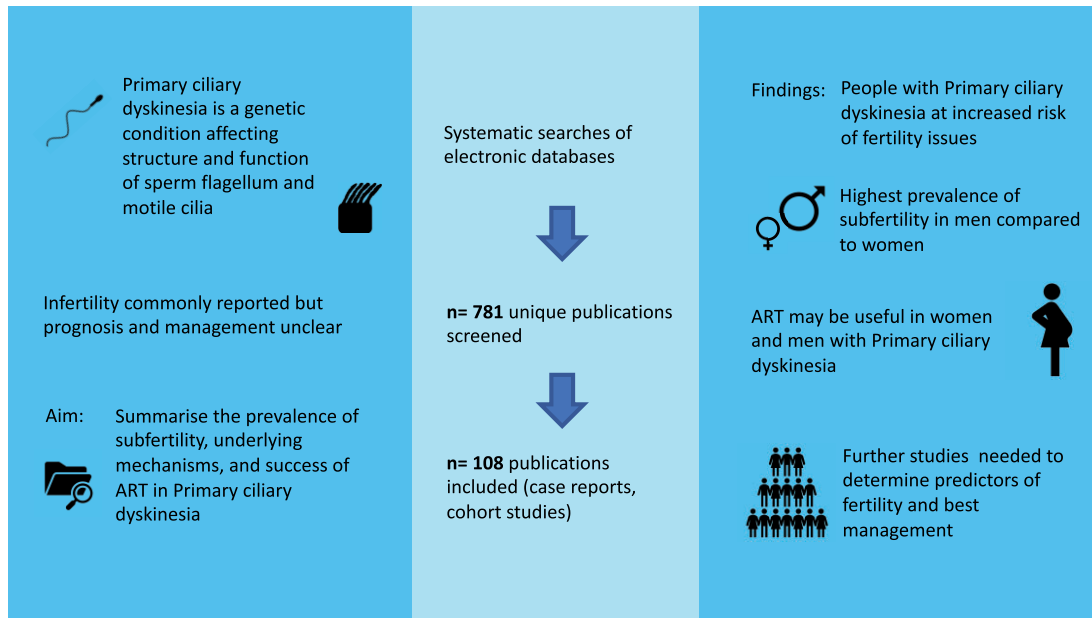 Primary ciliary
dyskinesia is a genetic
condition affecting
structure and function
of sperm flagellum and
motile cilia
Infertility commonly reported but
prognosis and management unclear
Aim: Summarise the prevalence of
subfertility, underlying
mechanisms, and success of
ART in Primary ciliary
dyskinesia
Systematic searches of
electronic databases
n= 781 unique publications
screened
n= 108 publications
included (case reports,
cohort studies)
Findings: People with Primary ciliary
dyskinesia at increased risk
of fertility issues
Highest prevalence of
subfertility in men compared
to women
ART may be useful in women
and men with Primary ciliary
dyskinesia
Further studies needed to
determine predictors of
fertility and best
management